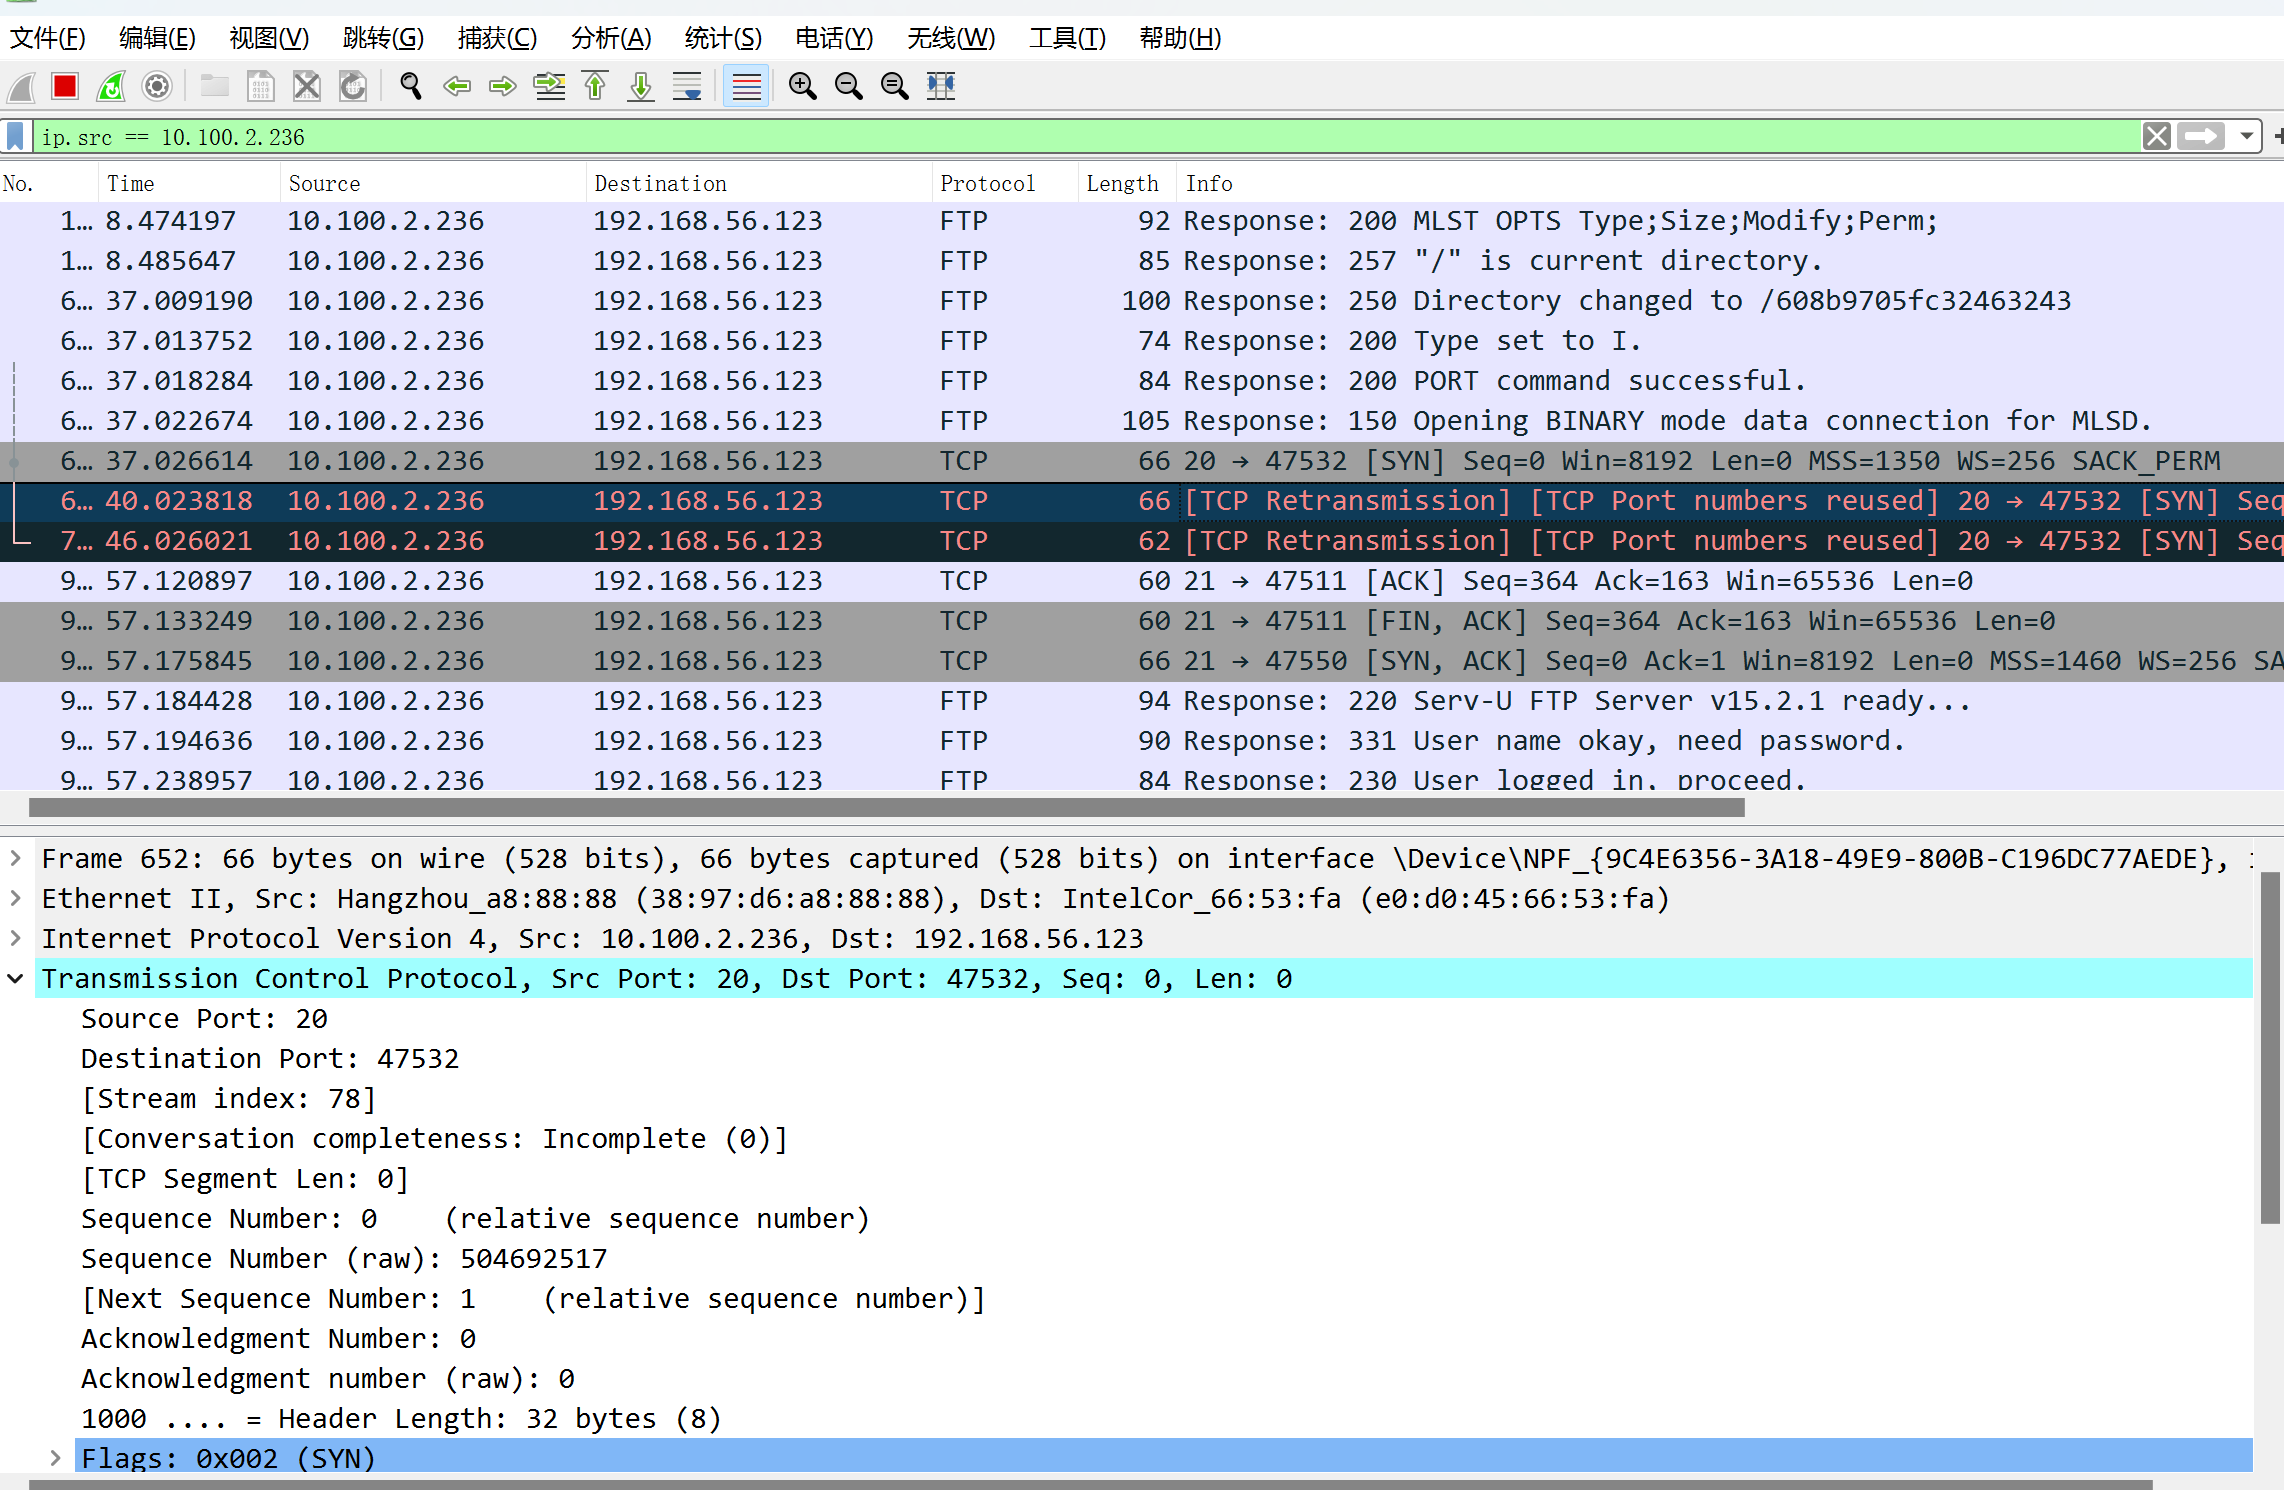 文件(F) 编辑(E) 视图(V) 跳转(G) 捕获(C) 分析(A) 统计(S) 电话(Y) 无线(W) 工具(T) 帮助(H)
ip.src == 10.100.2.236
No. Time Source Destination Protocol Length Info
1… 8.474197 10.100.2.236 192.168.56.123 FTP 92 Response: 200 MLST OPTS Type;Size;Modify;Perm;
1… 8.485647 10.100.2.236 192.168.56.123 FTP 85 Response: 257 "/" is current directory.
6… 37.009190 10.100.2.236 192.168.56.123 FTP 100 Response: 250 Directory changed to /608b9705fc32463243
6… 37.013752 10.100.2.236 192.168.56.123 FTP 74 Response: 200 Type set to I.
6… 37.018284 10.100.2.236 192.168.56.123 FTP 84 Response: 200 PORT command successful.
6… 37.022674 10.100.2.236 192.168.56.123 FTP 105 Response: 150 Opening BINARY mode data connection for MLSD.
6… 37.026614 10.100.2.236 192.168.56.123 TCP 66 20 → 47532 [SYN] Seq=0 Win=8192 Len=0 MSS=1350 WS=256 SACK_PERM
6… 40.023818 10.100.2.236 192.168.56.123 TCP 66 [TCP Retransmission] [TCP Port numbers reused] 20 → 47532 [SYN] Seq
7… 46.026021 10.100.2.236 192.168.56.123 TCP 62 [TCP Retransmission] [TCP Port numbers reused] 20 → 47532 [SYN] Seq
9… 57.120897 10.100.2.236 192.168.56.123 TCP 60 21 → 47511 [ACK] Seq=364 Ack=163 Win=65536 Len=0
9… 57.133249 10.100.2.236 192.168.56.123 TCP 60 21 → 47511 [FIN, ACK] Seq=364 Ack=163 Win=65536 Len=0
9… 57.175845 10.100.2.236 192.168.56.123 TCP 66 21 → 47550 [SYN, ACK] Seq=0 Ack=1 Win=8192 Len=0 MSS=1460 WS=256 SA
9… 57.184428 10.100.2.236 192.168.56.123 FTP 94 Response: 220 Serv-U FTP Server v15.2.1 ready...
9… 57.194636 10.100.2.236 192.168.56.123 FTP 90 Response: 331 User name okay, need password.
9… 57.238957 10.100.2.236 192.168.56.123 FTP 84 Response: 230 User logged in, proceed.
Frame 652: 66 bytes on wire (528 bits), 66 bytes captured (528 bits) on interface \Device\NPF_{9C4E6356-3A18-49E9-800B-C196DC77AEDE},
Ethernet II, Src: Hangzhou_a8:88:88 (38:97:d6:a8:88:88), Dst: IntelCor_66:53:fa (e0:d0:45:66:53:fa)
Internet Protocol Version 4, Src: 10.100.2.236, Dst: 192.168.56.123
Transmission Control Protocol, Src Port: 20, Dst Port: 47532, Seq: 0, Len: 0
Source Port: 20
Destination Port: 47532
[Stream index: 78]
[Conversation completeness: Incomplete (0)]
[TCP Segment Len: 0]
Sequence Number: 0 (relative sequence number)
Sequence Number (raw): 504692517
[Next Sequence Number: 1 (relative sequence number)]
Acknowledgment Number: 0
Acknowledgment number (raw): 0
1000 .... = Header Length: 32 bytes (8)
Flags: 0x002 (SYN)